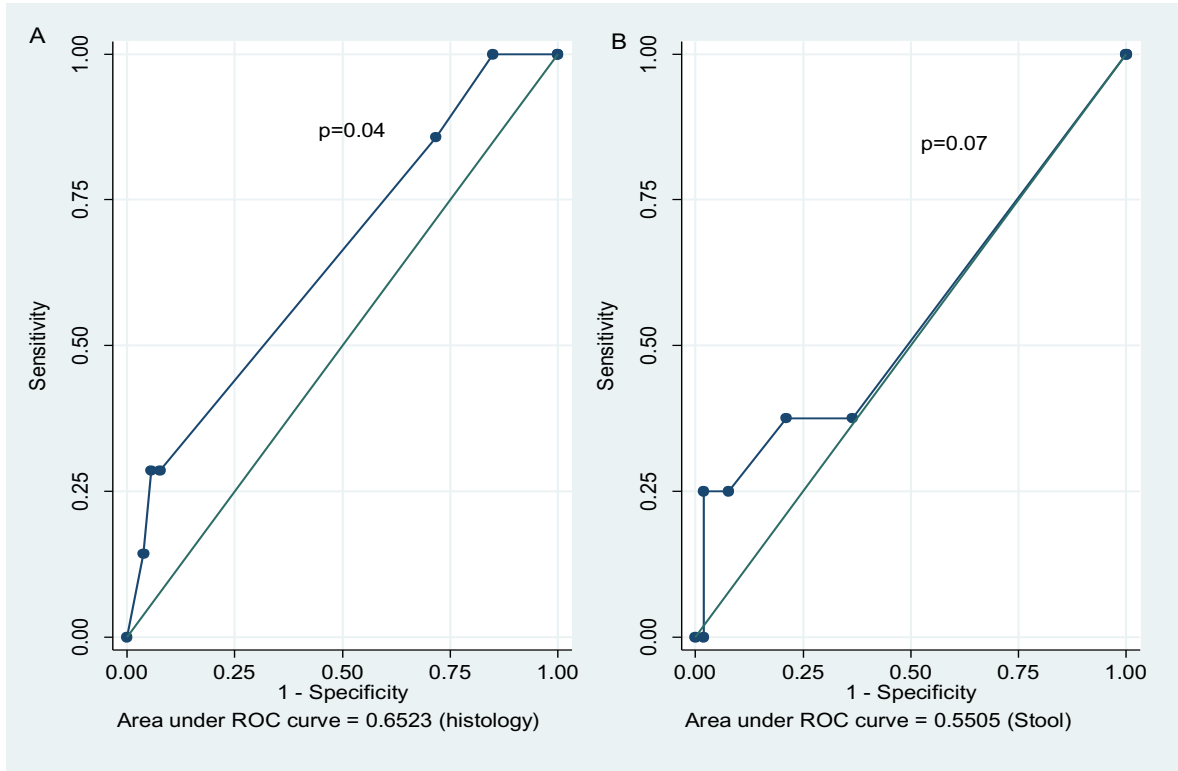 A
1.00
0.75
0.50
0.25
0.00
Sensitivity
p=0.04
0.00 0.25 0.50 0.75 1.00
1 - Specificity
Area under ROC curve = 0.6523 (histology)
B
1.00
0.75
0.50
0.25
0.00
Sensitivity
p=0.07
0.00 0.25 0.50 0.75 1.00
1 - Specificity
Area under ROC curve = 0.5505 (Stool)